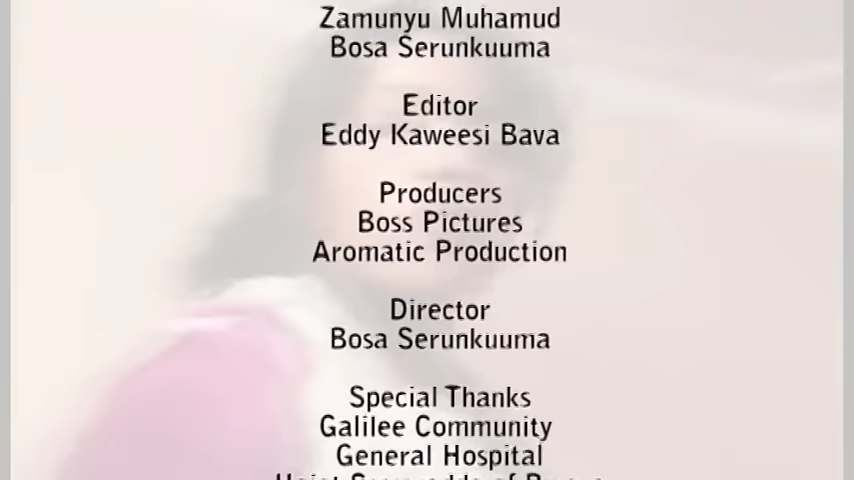 Zamunyu Muhamud
Bosa Serunkuuma
Editor
Eddy Kaweesi Bava
Producers
Boss Pictures
Aromatic Production
Director
Bosa Serunkuuma
Special Thanks
Galilee Community
General Hospital